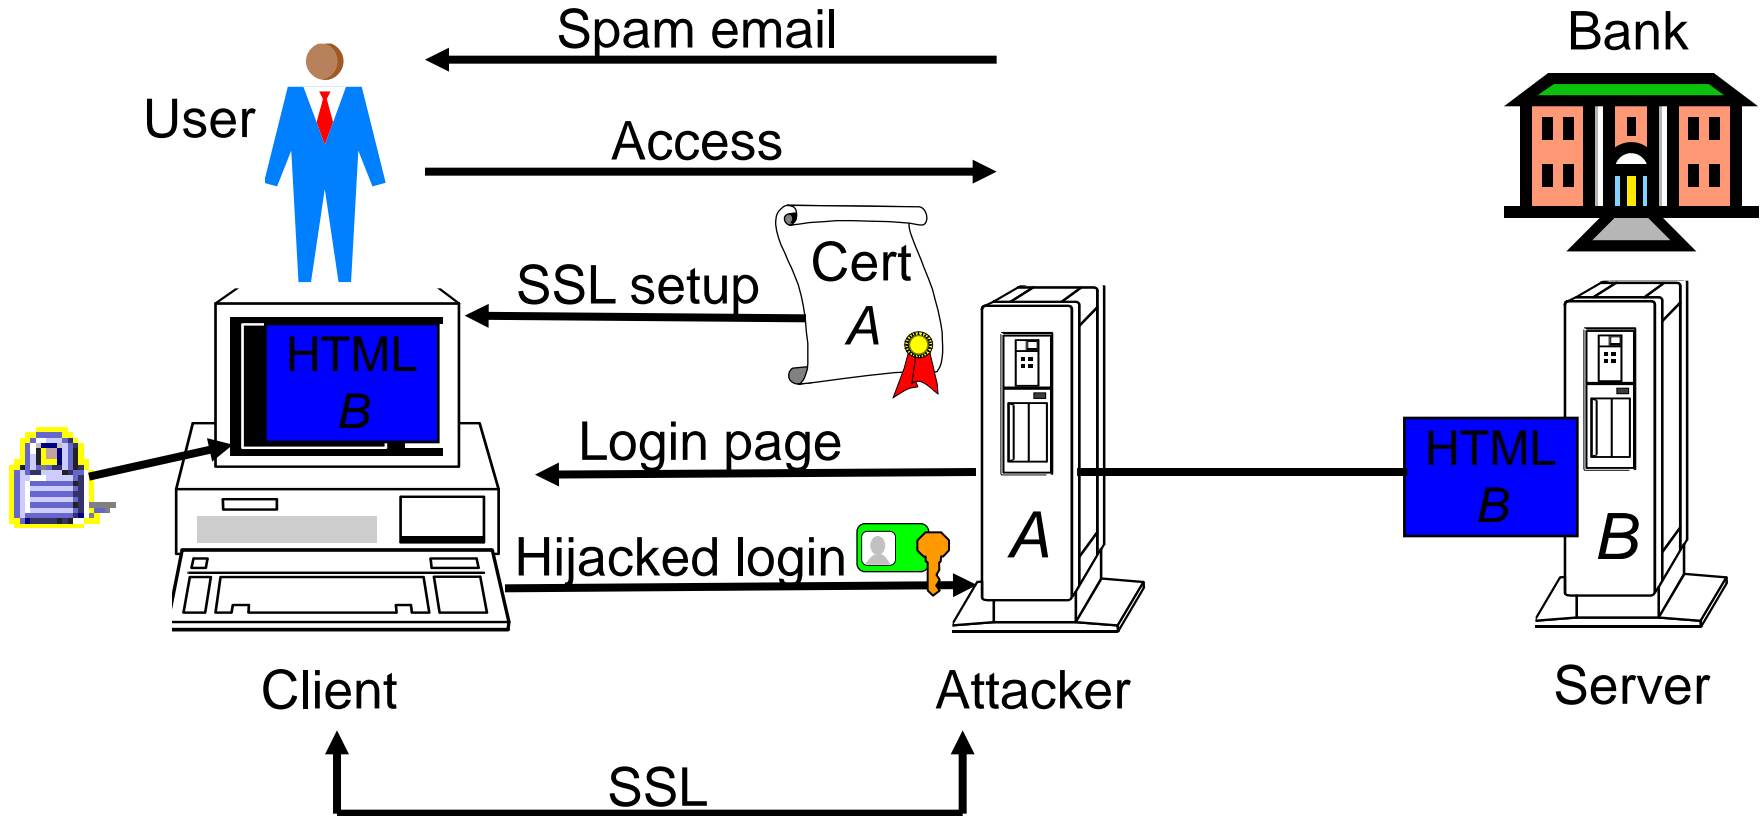 Spam email
Bank
User
Access
Cert
A
SSL setup
HTML
B
Login page
HTML
B
A
B
Hijacked login
Client
Attacker
Server
SSL